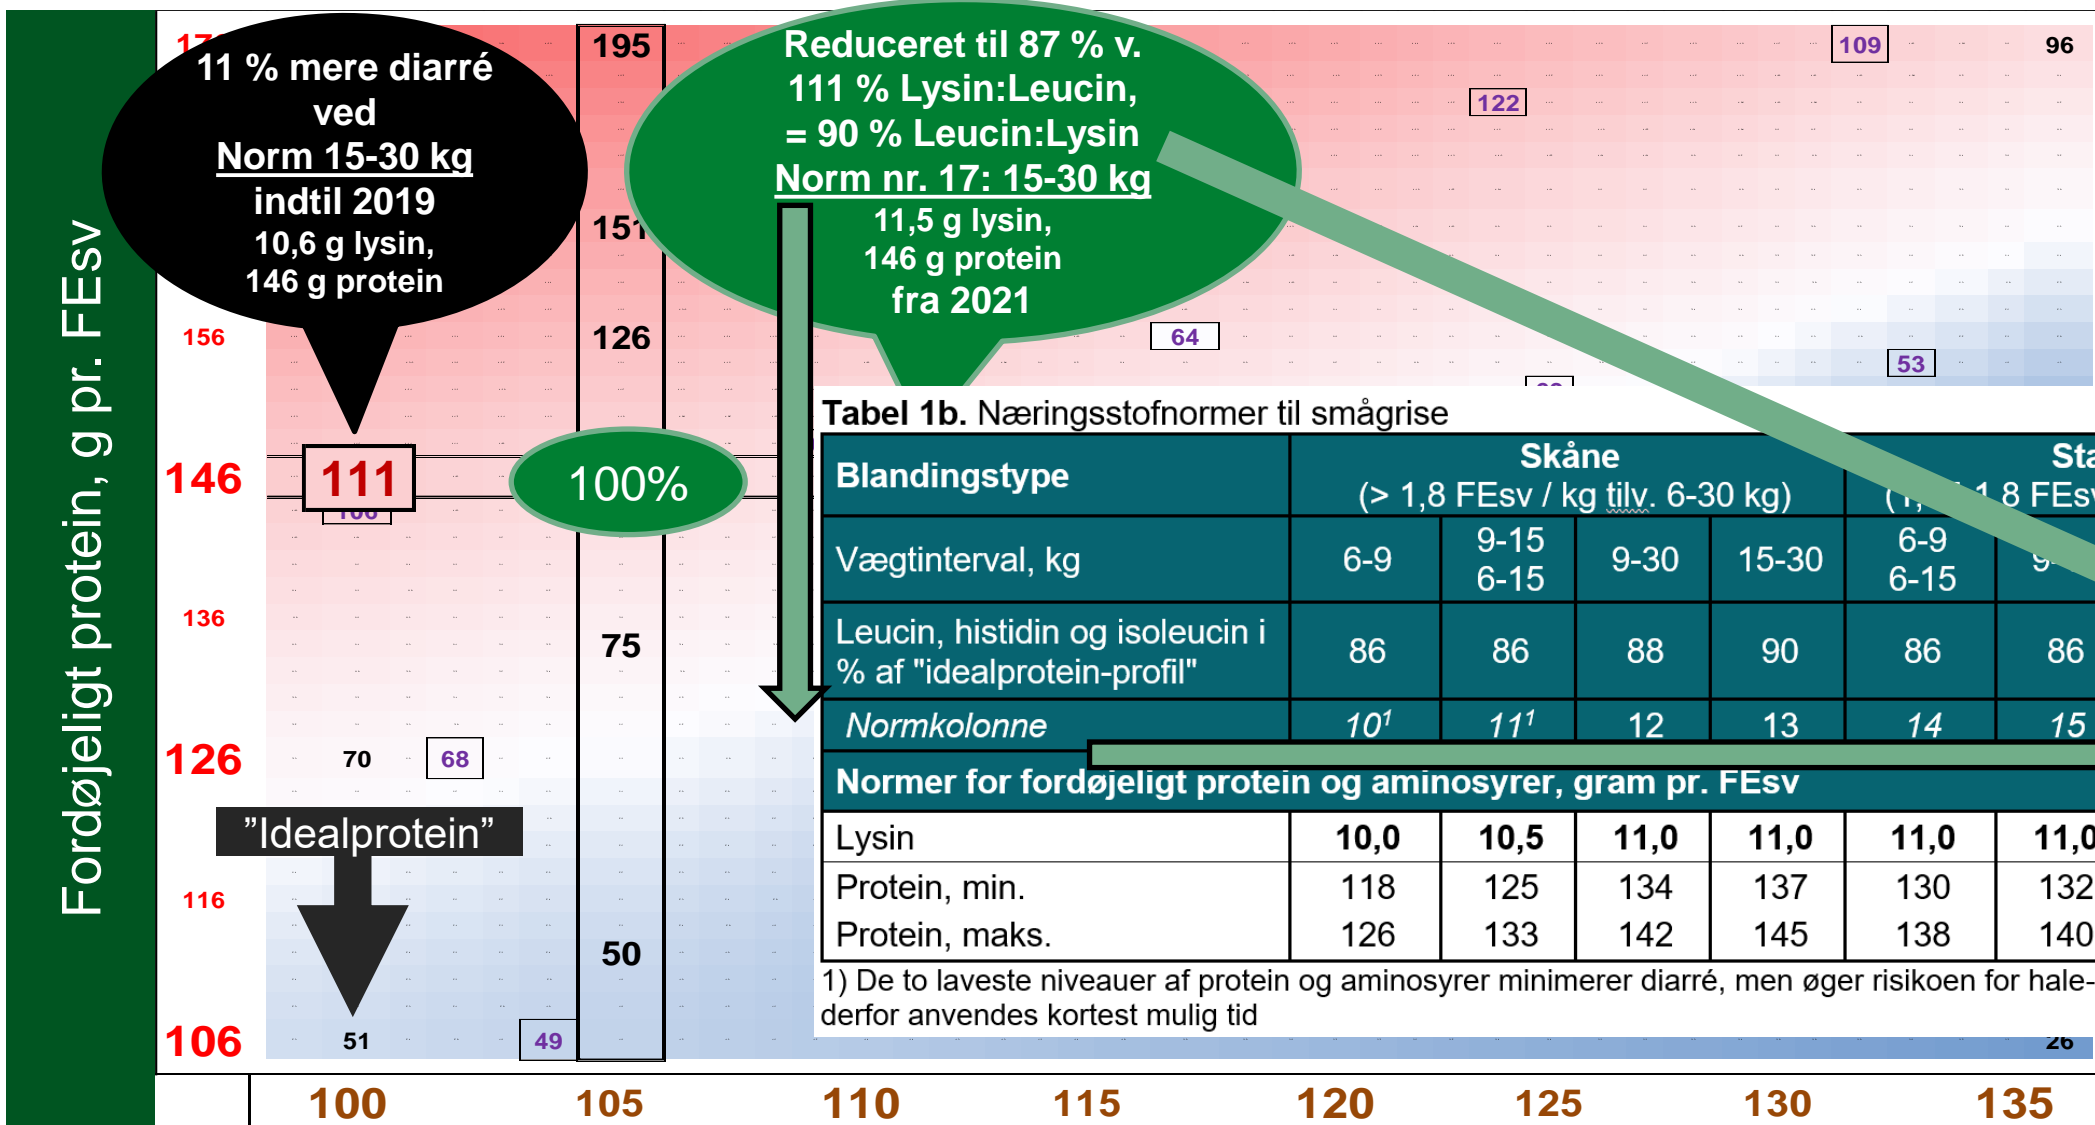 Fordøjeligt protein, g pr. FEsv
11 % mere diarré
ved
Norm 15-30 kg
indtil 2019
10,6 g lysin,
146 g protein
Reduceret til 87 % v.
111 % Lysin:Leucin,
= 90 % Leucin:Lysin
Norm nr. 17: 15-30 kg
11,5 g lysin,
146 g protein
fra 2021
195
109
96
122
151
156
126
64
53
146
111
100%
106
136
75
126
70
68
"Idealprotein"
116
50
106
51
49
26
Tabel 1b. Næringsstofnormer til smågrise
Blandingstype Skåne
(> 1,8 FEsv / kg tilv. 6-30 kg)
8 FEsv
Vægtinterval, kg 6-9 9-15 6-15 9-30 15-30 6-9 6-15
Leucin, histidin og isoleucin i
% af "idealprotein-profil" 86 86 88 90 86 86
Normkolonne 10¹ 11¹ 12 13 14 15
Normer for fordøjeligt protein og aminosyrer, gram pr. FEsv
Lysin 10,0 10,5 11,0 11,0 11,0 11,0
Protein, min. 118 125 134 137 130 132
Protein, maks. 126 133 142 145 138 140
1) De to laveste niveauer af protein og aminosyrer minimerer diarré, men øger risikoen for hale-
derfor anvendes kortest mulig tid
100 105 110 115 120 125 130 135